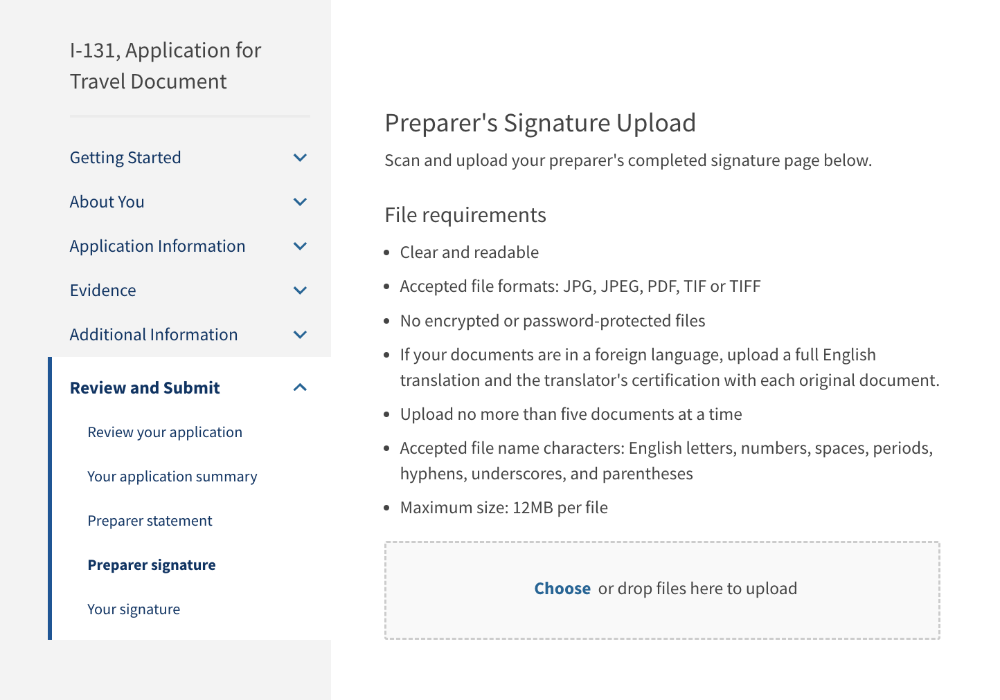 I-131, Application for
Travel Document
Getting Started
About You
Application Information
Evidence
Additional Information
Review and Submit
Review your application
Your application summary
Preparer statement
Preparer signature
Your signature
Preparer's Signature Upload
Scan and upload your preparer's completed signature page below.
File requirements
• Clear and readable
• Accepted file formats: JPG, JPEG, PDF, TIF or TIFF
• No encrypted or password-protected files
• If your documents are in a foreign language, upload a full English
translation and the translator's certification with each original document.
• Upload no more than five documents at a time
• Accepted file name characters: English letters, numbers, spaces, periods,
hyphens, underscores, and parentheses
• Maximum size: 12MB per file
Choose or drop files here to upload